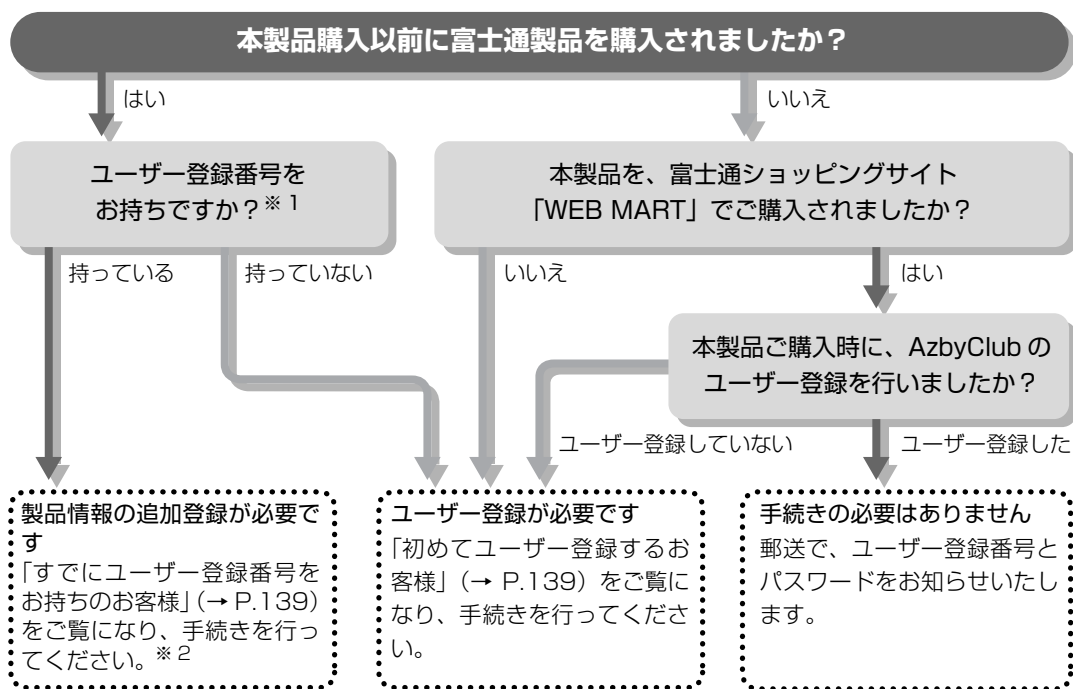 本製品購入以前に富士通製品を購入されましたか？
はい
いいえ
ユーザー登録番号を
お持ちですか？※1
本製品を、富士通ショッピングサイト
「WEB MART」でご購入されましたか？
持っている
持っていない
いいえ
はい
本製品ご購入時に、AzbyClub の
ユーザー登録を行いましたか？
ユーザー登録していない
ユーザー登録した
製品情報の追加登録が必要で
す
「すでにユーザー登録番号を
お持ちのお客様」（→ P.139）
をご覧になり、手続きを行っ
てください。※2
ユーザー登録が必要です
「初めてユーザー登録するお
客様」（→ P.139）をご覧に
なり、手続きを行ってくださ
い。
手続きの必要はありません
郵送で、ユーザー登録番号と
パスワードをお知らせいたし
ます。